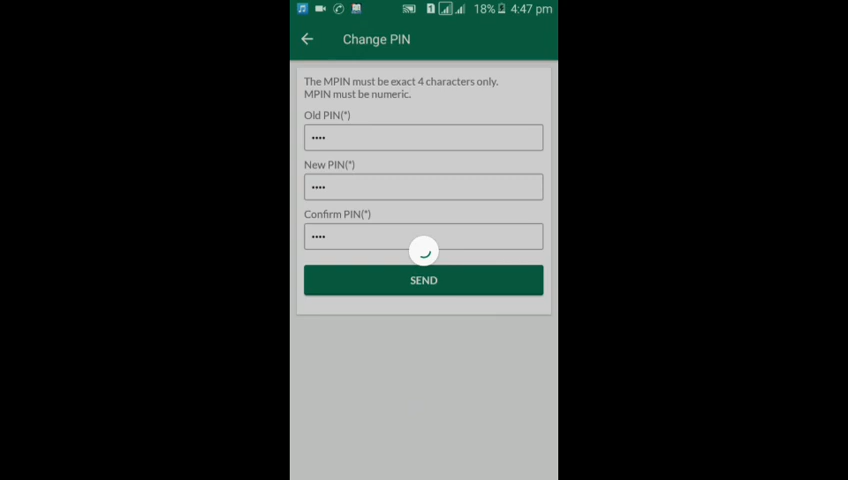 18% 4:47 pm
Change PIN
The MPIN must be exact 4 characters only.
MPIN must be numeric.
Old PIN(*)
••••
New PIN(*)
••••
Confirm PIN(*)
••••
SEND